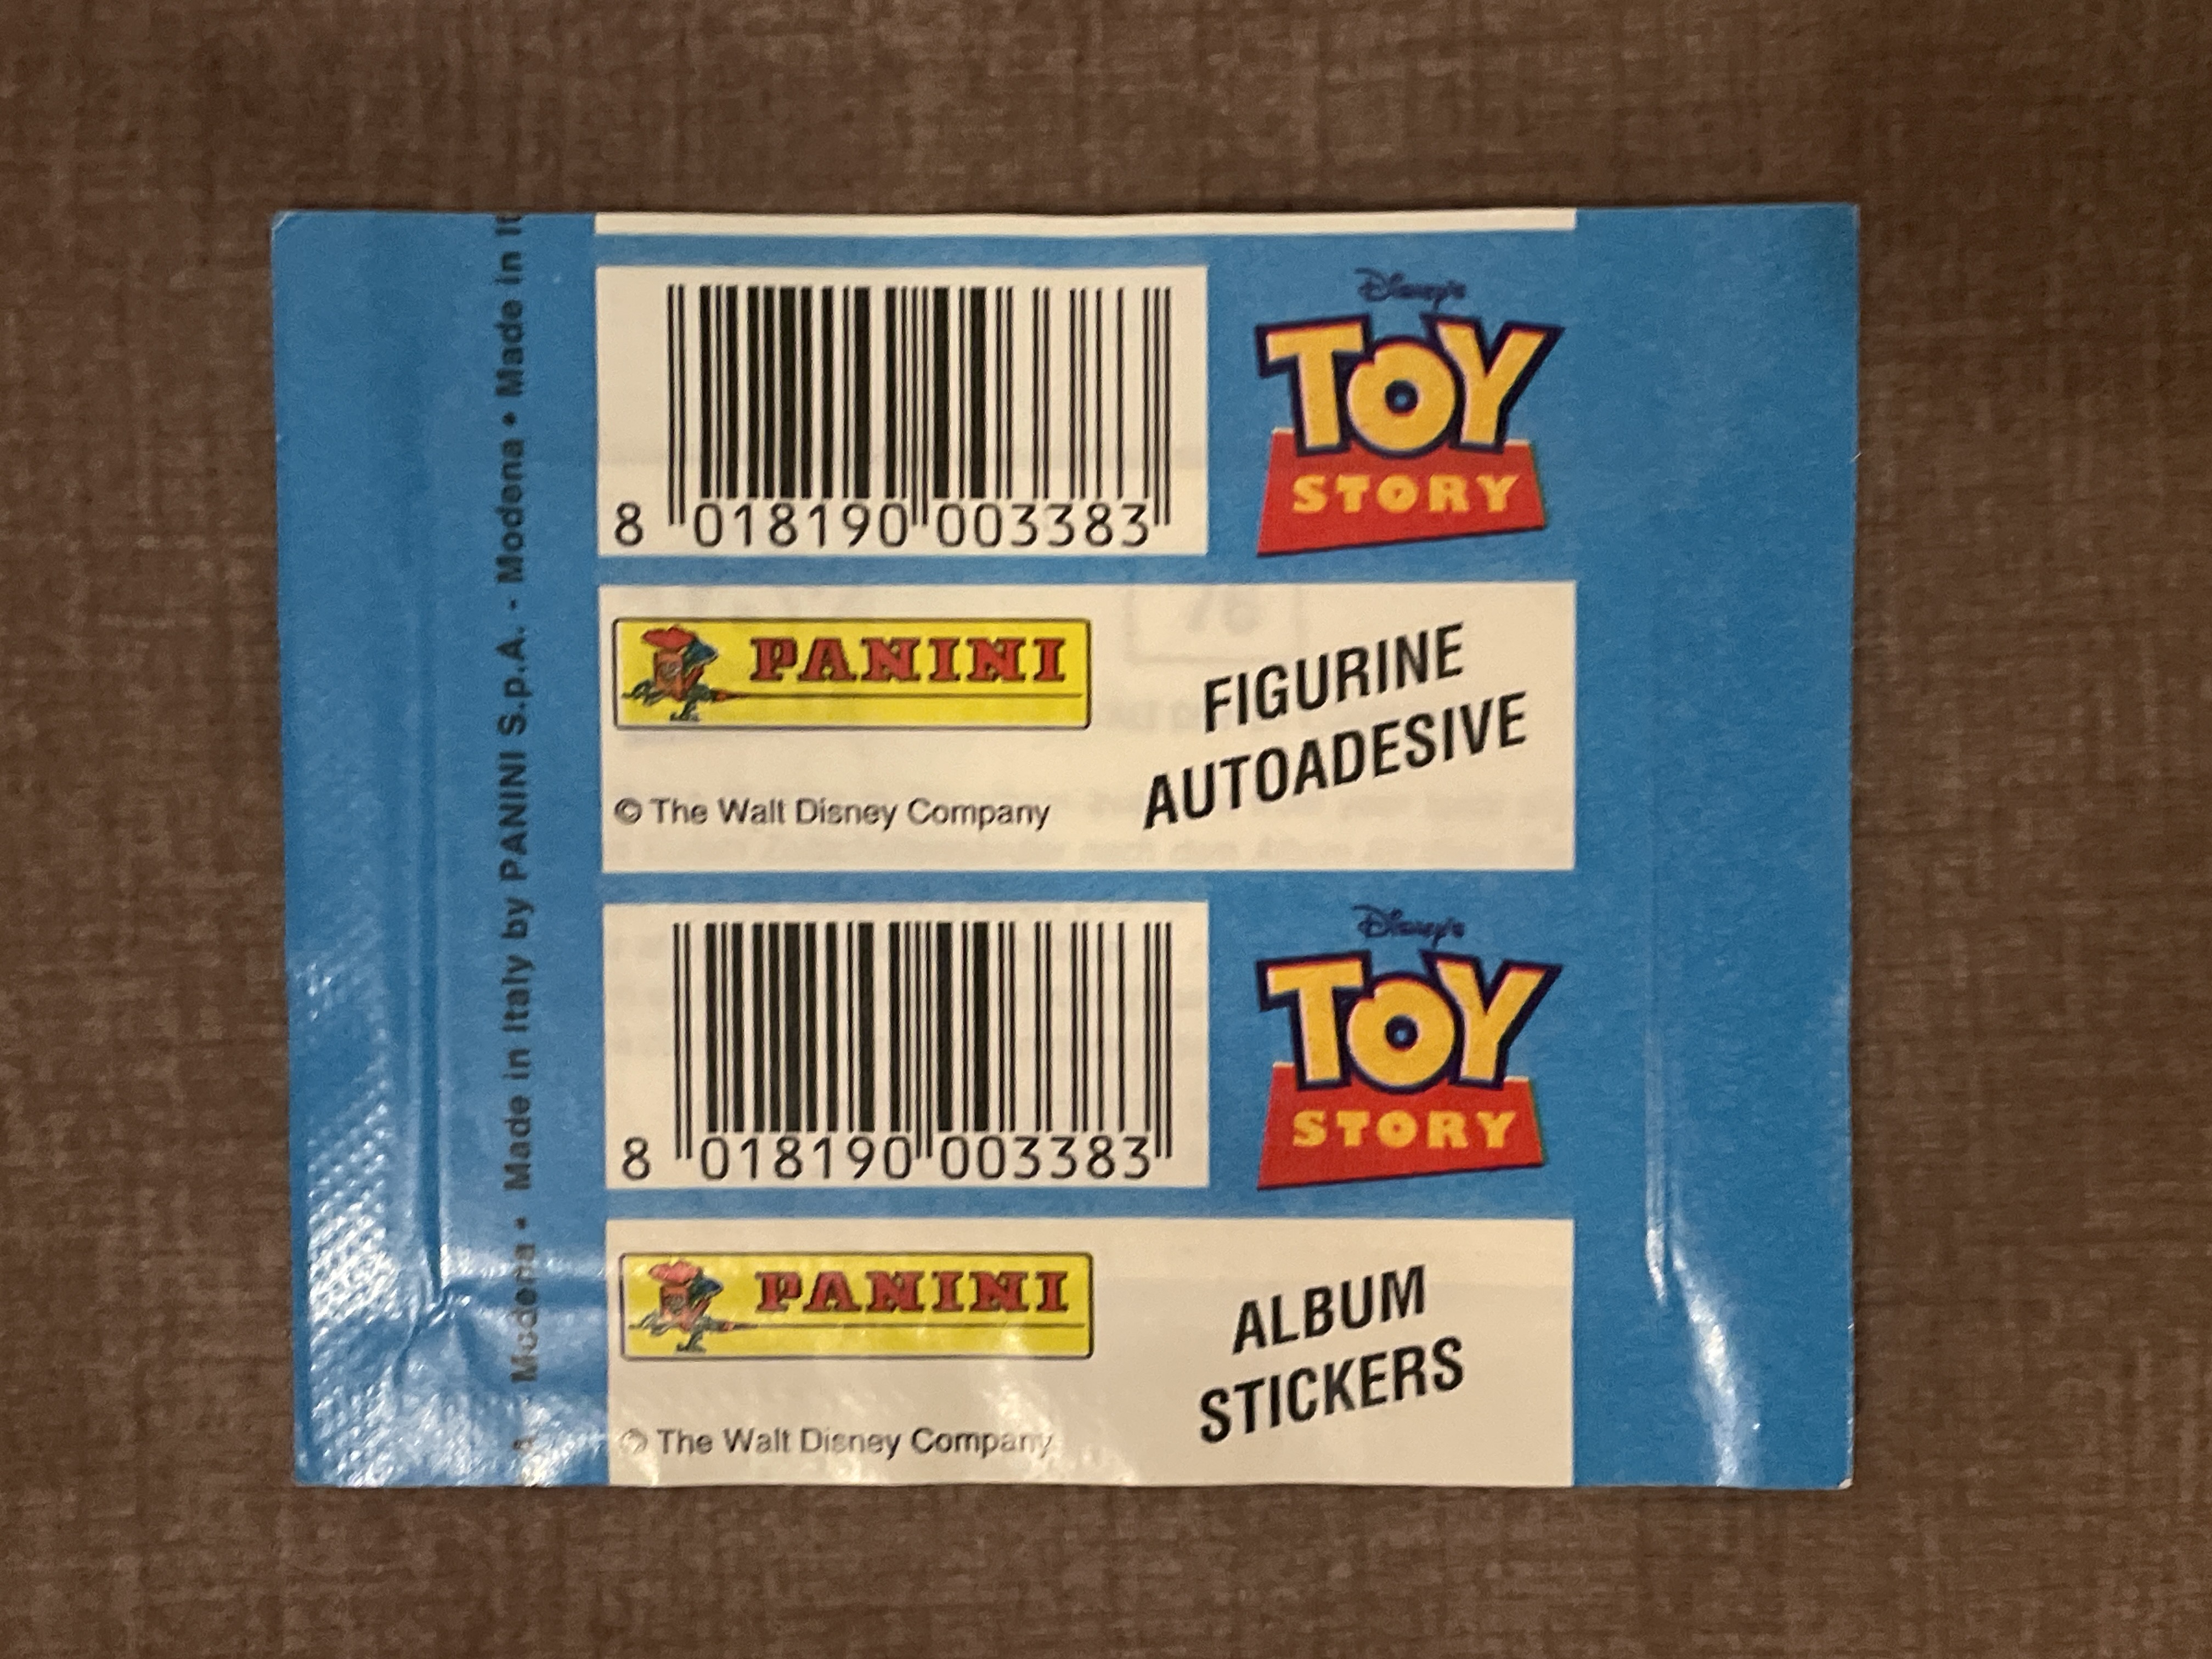 Disney's
TOY
STORY
8 018190 003383
PANINI
FIGURINE
AUTOADESIVE
© The Walt Disney Company
Disney's
TOY
STORY
8 018190 003383
PANINI
ALBUM
STICKERS
© The Walt Disney Company
Modena • Made in Italy by PANINI S.p.A. - Modena • Made in It